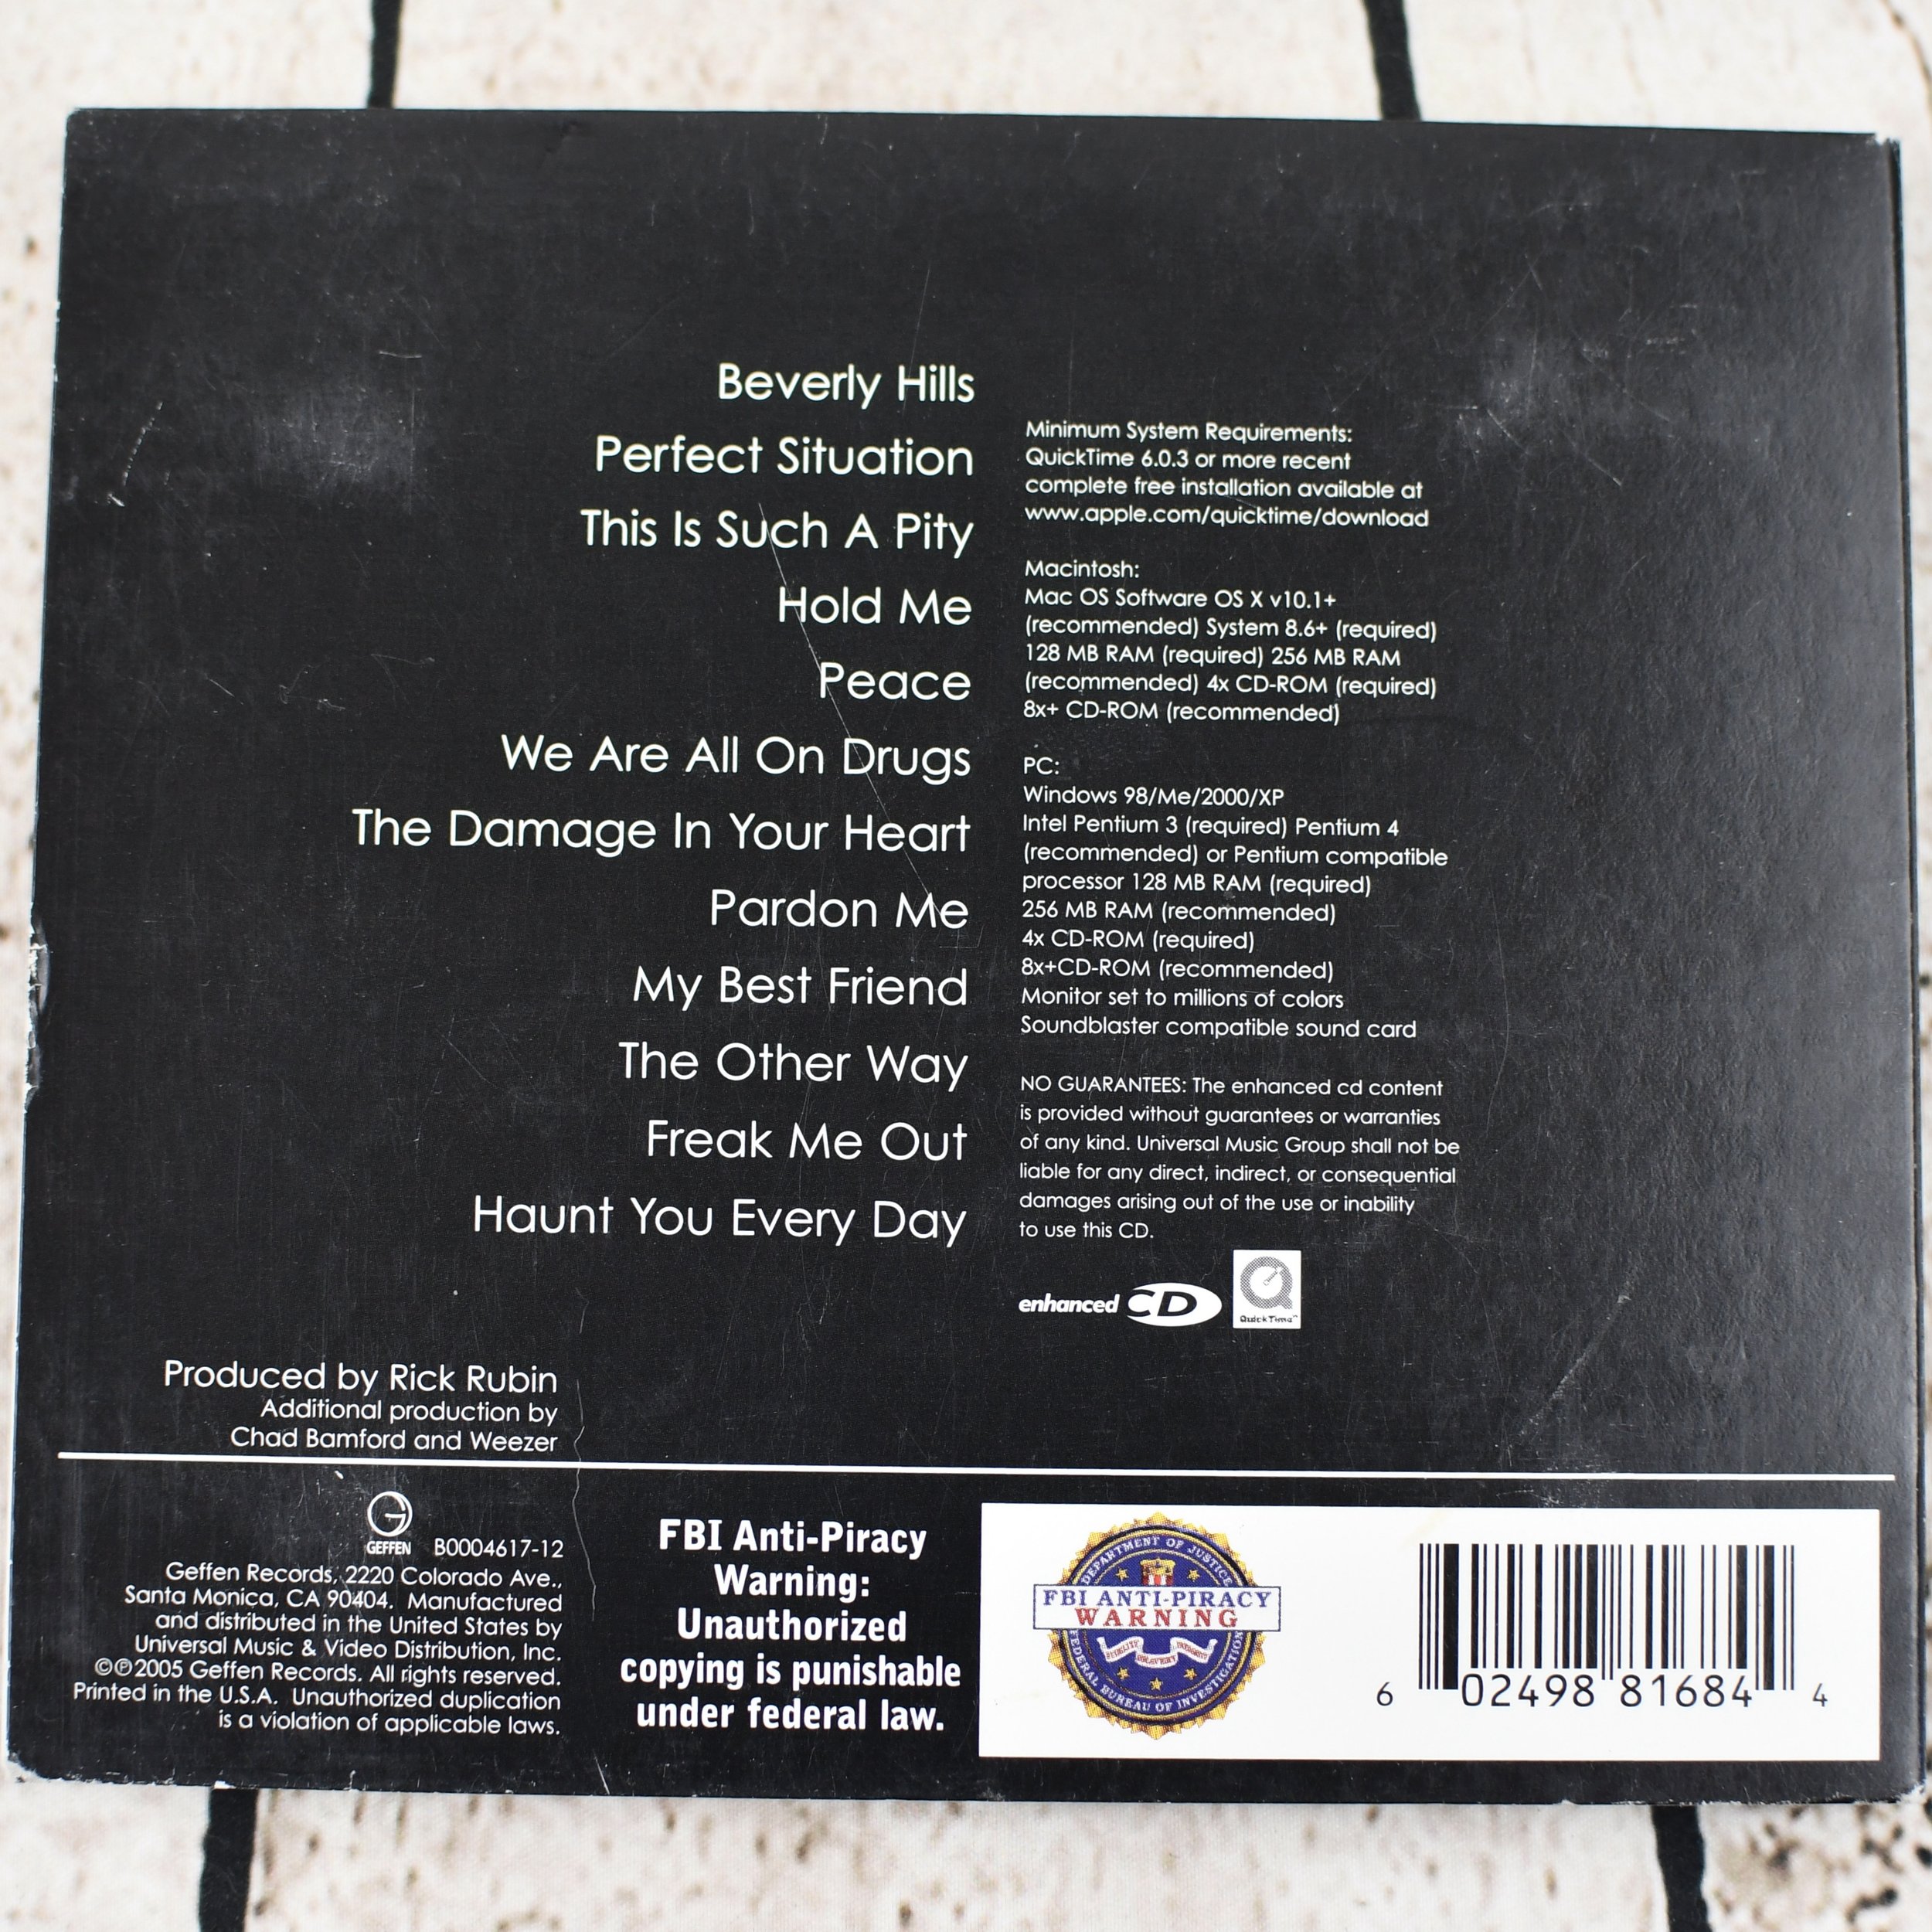 Beverly Hills
Perfect Situation
This Is Such A Pity
Hold Me
Peace
We Are All On Drugs
The Damage In Your Heart
Pardon Me
My Best Friend
The Other Way
Freak Me Out
Haunt You Every Day
Minimum System Requirements:
QuickTime 6.0.3 or more recent
complete free installation available at
www.apple.com/quicktime/download
Macintosh:
Mac OS Software OS X v10.1+
(recommended) System 8.6+ (required)
128 MB RAM (required) 256 MB RAM
(recommended) 4x CD-ROM (required)
8x+ CD-ROM (recommended)
PC:
Windows 98/Me/2000/XP
Intel Pentium 3 (required) Pentium 4
(recommended) or Pentium compatible
processor 128 MB RAM (required)
256 MB RAM (recommended)
4x CD-ROM (required)
8x+CD-ROM (recommended)
Monitor set to millions of colors
Soundblaster compatible sound card
NO GUARANTEES: The enhanced cd content
is provided without guarantees or warranties
of any kind. Universal Music Group shall not be
liable for any direct, indirect, or consequential
damages arising out of the use or inability
to use this CD.
enhanced CD
QuickTime™
Produced by Rick Rubin
Additional production by
Chad Bamford and Weezer
GEFFEN B0004617-12
Geffen Records, 2220 Colorado Ave.,
Santa Monica, CA 90404. Manufactured
and distributed in the United States by
Universal Music & Video Distribution, Inc.
©℗2005 Geffen Records. All rights reserved.
Printed in the U.S.A. Unauthorized duplication
is a violation of applicable laws.
FBI Anti-Piracy
Warning:
Unauthorized
copying is punishable
under federal law.
DEPARTMENT OF JUSTICE
FBI ANTI-PIRACY
WARNING
FIDELITY BRAVERY INTEGRITY
FEDERAL BUREAU OF INVESTIGATION
6 02498 81684 4